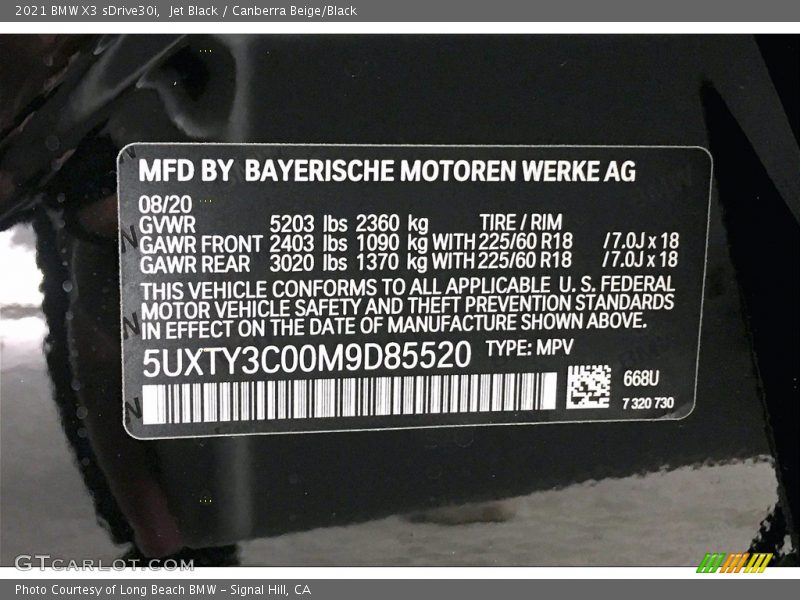 2021 BMW X3 sDrive30i, Jet Black / Canberra Beige/Black
MFD BY BAYERISCHE MOTOREN WERKE AG
08/20
GVWR 5203 lbs 2360 kg TIRE / RIM
GAWR FRONT 2403 lbs 1090 kg WITH 225/60 R18 /7.0J x 18
GAWR REAR 3020 lbs 1370 kg WITH 225/60 R18 /7.0J x 18
THIS VEHICLE CONFORMS TO ALL APPLICABLE U. S. FEDERAL
MOTOR VEHICLE SAFETY AND THEFT PREVENTION STANDARDS
IN EFFECT ON THE DATE OF MANUFACTURE SHOWN ABOVE.
5UXTY3C00M9D85520 TYPE: MPV
668U
7 320 730
GTCARLOT.COM
Photo Courtesy of Long Beach BMW - Signal Hill, CA